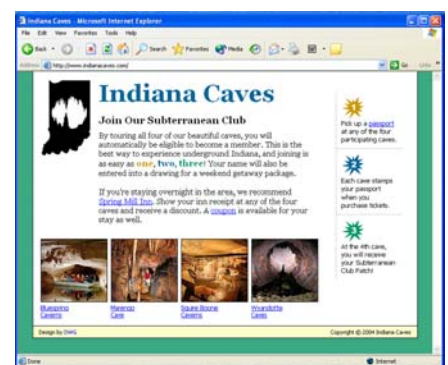 Indiana Caves - Microsoft Internet Explorer
File Edit View Favorites Tools Help
Back Search Favorites Media
Address http://www.indianacaves.com/ Go Links
Indiana Caves
Join Our Subterranean Club
By touring all four of our beautiful caves, you will
automatically be eligible to become a member. This is the
best way to experience underground Indiana, and joining is
as easy as one, two, three! Your name will also be
entered into a drawing for a weekend getaway package.
If you're staying overnight in the area, we recommend
Spring Mill Inn. Show your inn receipt at any of the four
caves and receive a discount. A coupon is available for your
stay as well.
1
Pick up a passport
at any of the four
participating caves.
2
Each cave stamps
your passport
when you
purchase tickets.
3
At the 4th cave,
you will receive
your Subterranean
Club Patch!
Bluespring
Caverns
Marengo
Cave
Squire Boone
Caverns
Wyandotte
Caves
Design by DWG
Copyright © 2004 Indiana Caves
Done
Internet